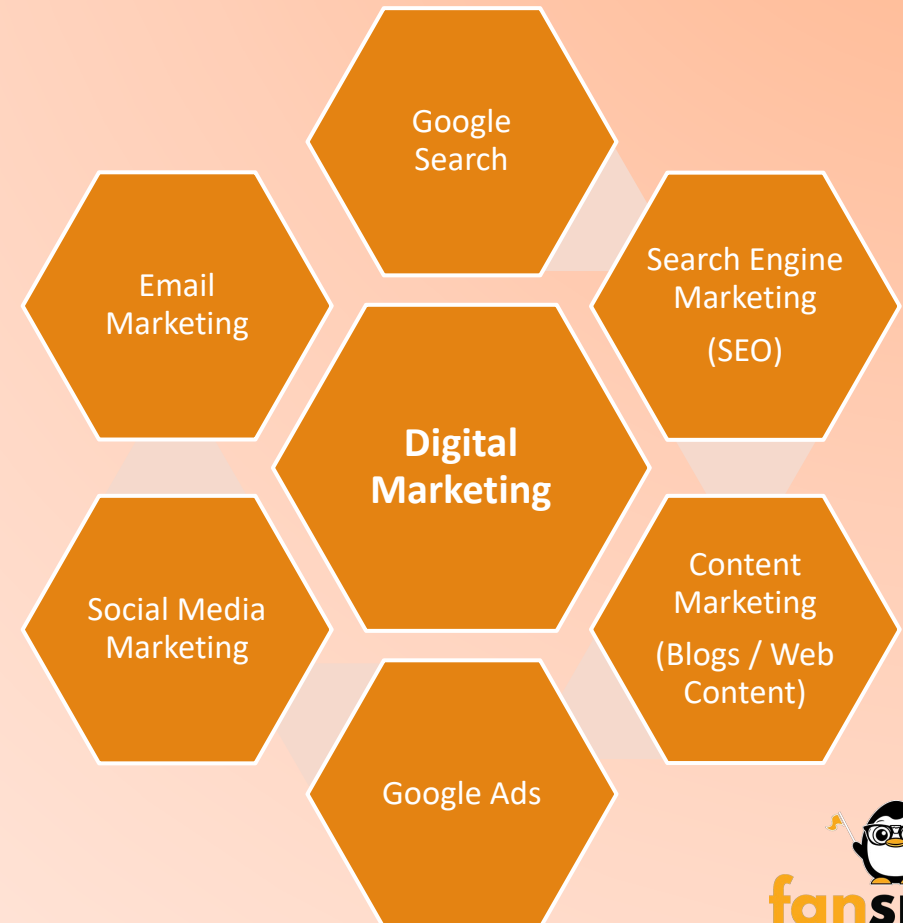 Google
Search
Search Engine
Marketing
(SEO)
Content
Marketing
(Blogs / Web
Content)
Google Ads
Social Media
Marketing
Email
Marketing
Digital
Marketing